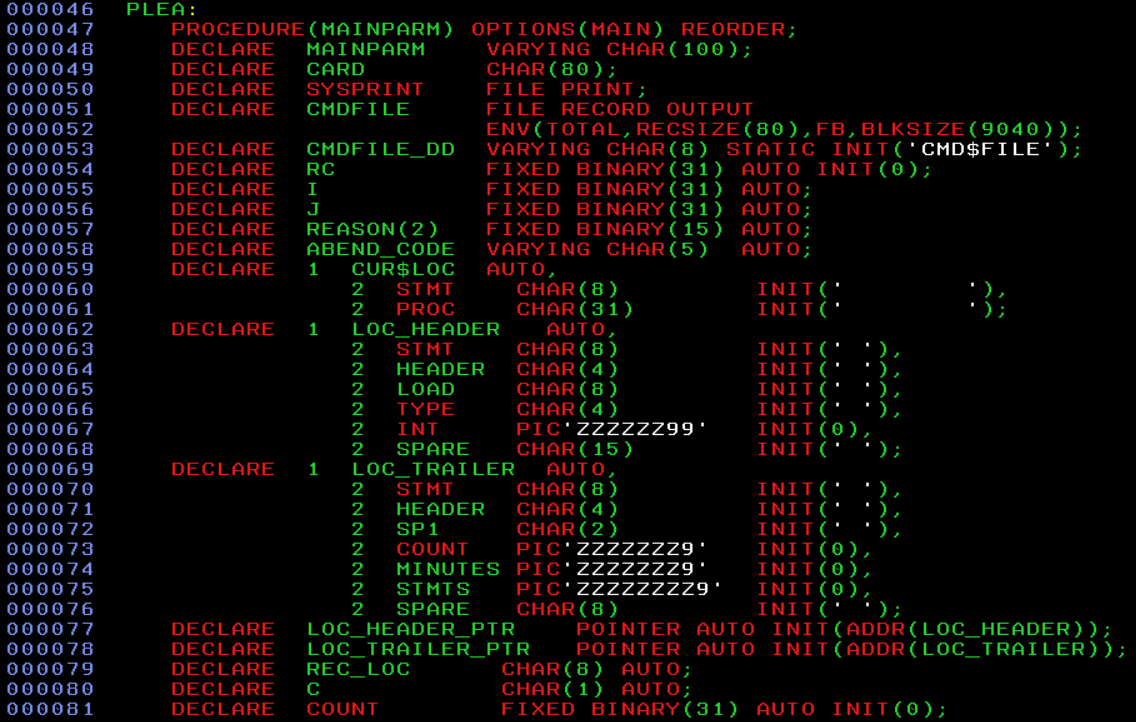 000046  PLEA:
000047     PROCEDURE(MAINPARM) OPTIONS(MAIN) REORDER;
000048     DECLARE  MAINPARM    VARYING CHAR(100);
000049     DECLARE  CARD        CHAR(80);
000050     DECLARE  SYSPRINT    FILE PRINT;
000051     DECLARE  CMDFILE     FILE RECORD OUTPUT
000052                          ENV(TOTAL,RECSIZE(80),FB,BLKSIZE(9040));
000053     DECLARE  CMDFILE_DD  VARYING CHAR(8) STATIC INIT('CMD$FILE');
000054     DECLARE  RC          FIXED BINARY(31) AUTO INIT(0);
000055     DECLARE  I           FIXED BINARY(31) AUTO;
000056     DECLARE  J           FIXED BINARY(31) AUTO;
000057     DECLARE  REASON(2)   FIXED BINARY(15) AUTO;
000058     DECLARE  ABEND_CODE  VARYING CHAR(5)  AUTO;
000059     DECLARE  1  CUR$LOC  AUTO,
000060                 2  STMT    CHAR(8)         INIT('        '),
000061                 2  PROC    CHAR(31)        INIT('        ');
000062     DECLARE  1  LOC_HEADER   AUTO,
000063                 2  STMT    CHAR(8)         INIT(' '),
000064                 2  HEADER  CHAR(4)         INIT(' '),
000065                 2  LOAD    CHAR(8)         INIT(' '),
000066                 2  TYPE    CHAR(4)         INIT(' '),
000067                 2  INT     PIC'ZZZZZZ99'   INIT(0),
000068                 2  SPARE   CHAR(15)        INIT(' ');
000069     DECLARE  1  LOC_TRAILER  AUTO,
000070                 2  STMT    CHAR(8)         INIT(' '),
000071                 2  HEADER  CHAR(4)         INIT(' '),
000072                 2  SP1     CHAR(2)         INIT(' '),
000073                 2  COUNT   PIC'ZZZZZZZ9'   INIT(0),
000074                 2  MINUTES PIC'ZZZZZZZ9'   INIT(0),
000075                 2  STMTS   PIC'ZZZZZZZZ9'  INIT(0),
000076                 2  SPARE   CHAR(8)         INIT(' ');
000077     DECLARE  LOC_HEADER_PTR    POINTER AUTO INIT(ADDR(LOC_HEADER));
000078     DECLARE  LOC_TRAILER_PTR   POINTER AUTO INIT(ADDR(LOC_TRAILER));
000079     DECLARE  REC_LOC      CHAR(8) AUTO;
000080     DECLARE  C            CHAR(1) AUTO;
000081     DECLARE  COUNT        FIXED BINARY(31) AUTO INIT(0);